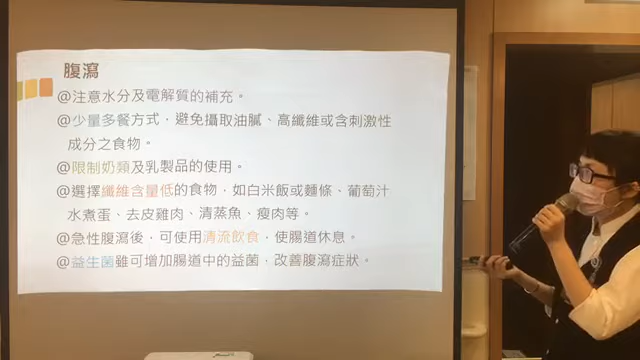 腹瀉
@注意水分及電解質的補充。
@少量多餐方式，避免攝取油膩、高纖維或含刺激性
成分之食物。
@限制奶類及乳製品的使用。
@選擇纖維含量低的食物，如白米飯或麵條、葡萄汁
水煮蛋、去皮雞肉、清蒸魚、瘦肉等。
@急性腹瀉後，可使用清流飲食，使腸道休息。
@益生菌雖可增加腸道中的益菌，改善腹瀉症狀。